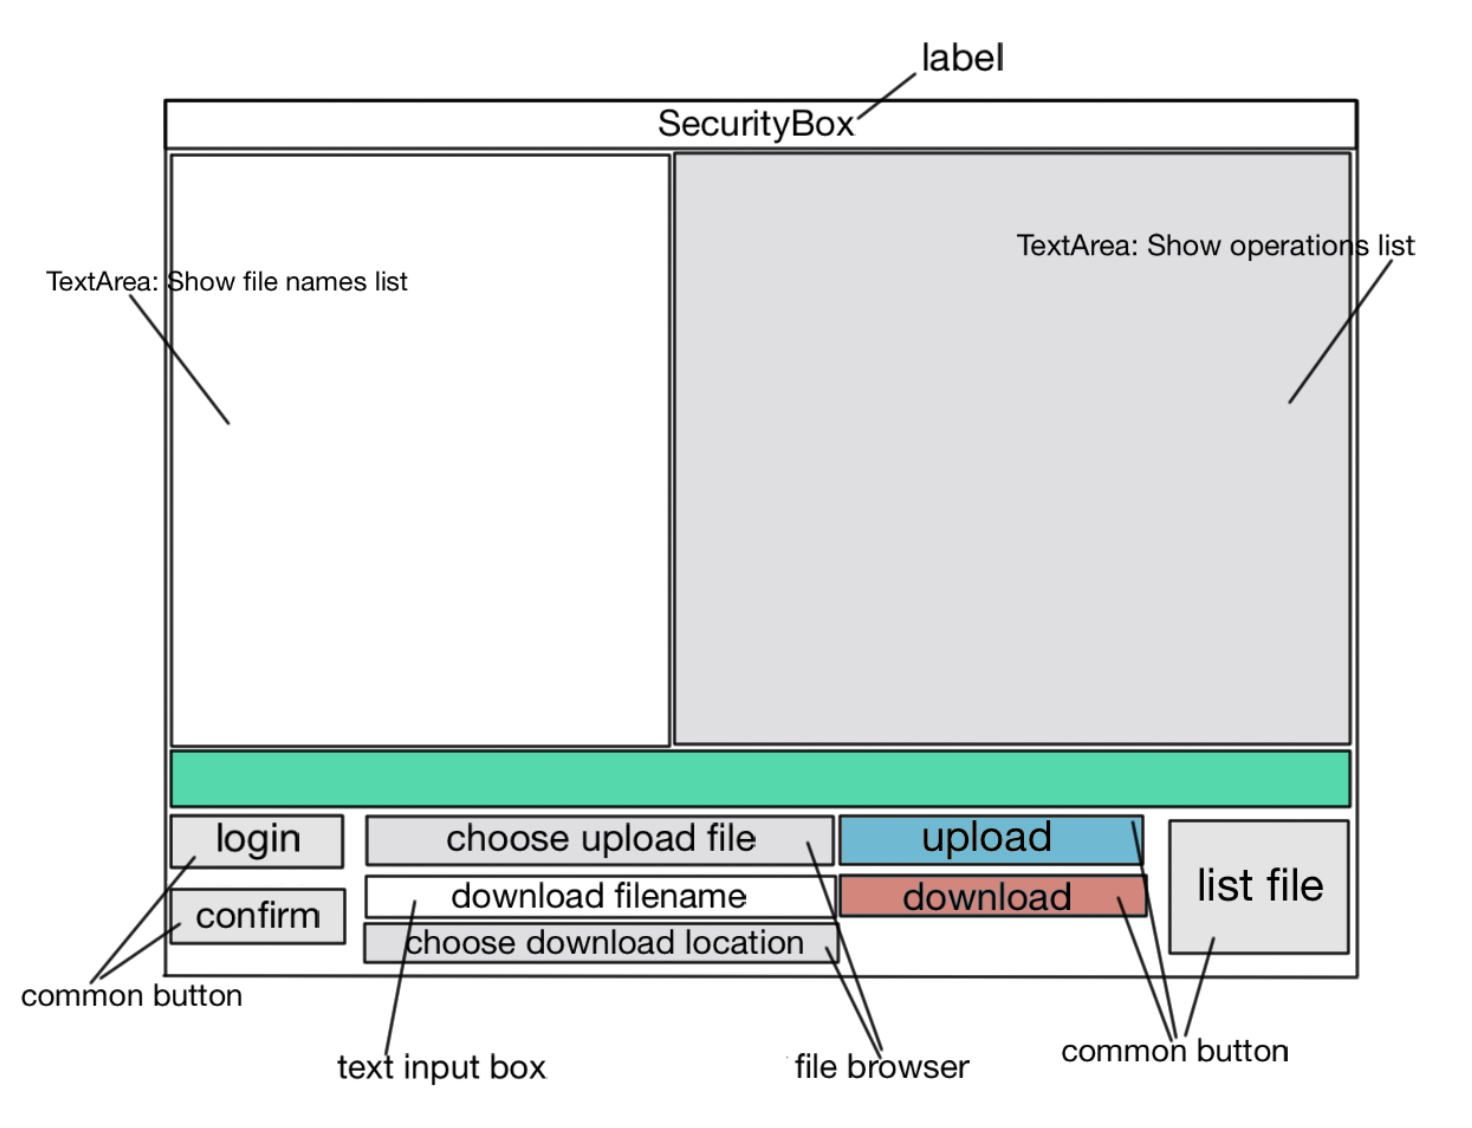 label
SecurityBox
TextArea: Show operations list
TextArea: Show file names list
login
choose upload file
upload
list file
download filename
download
confirm
choose download location
common button
text input box
file browser
common button